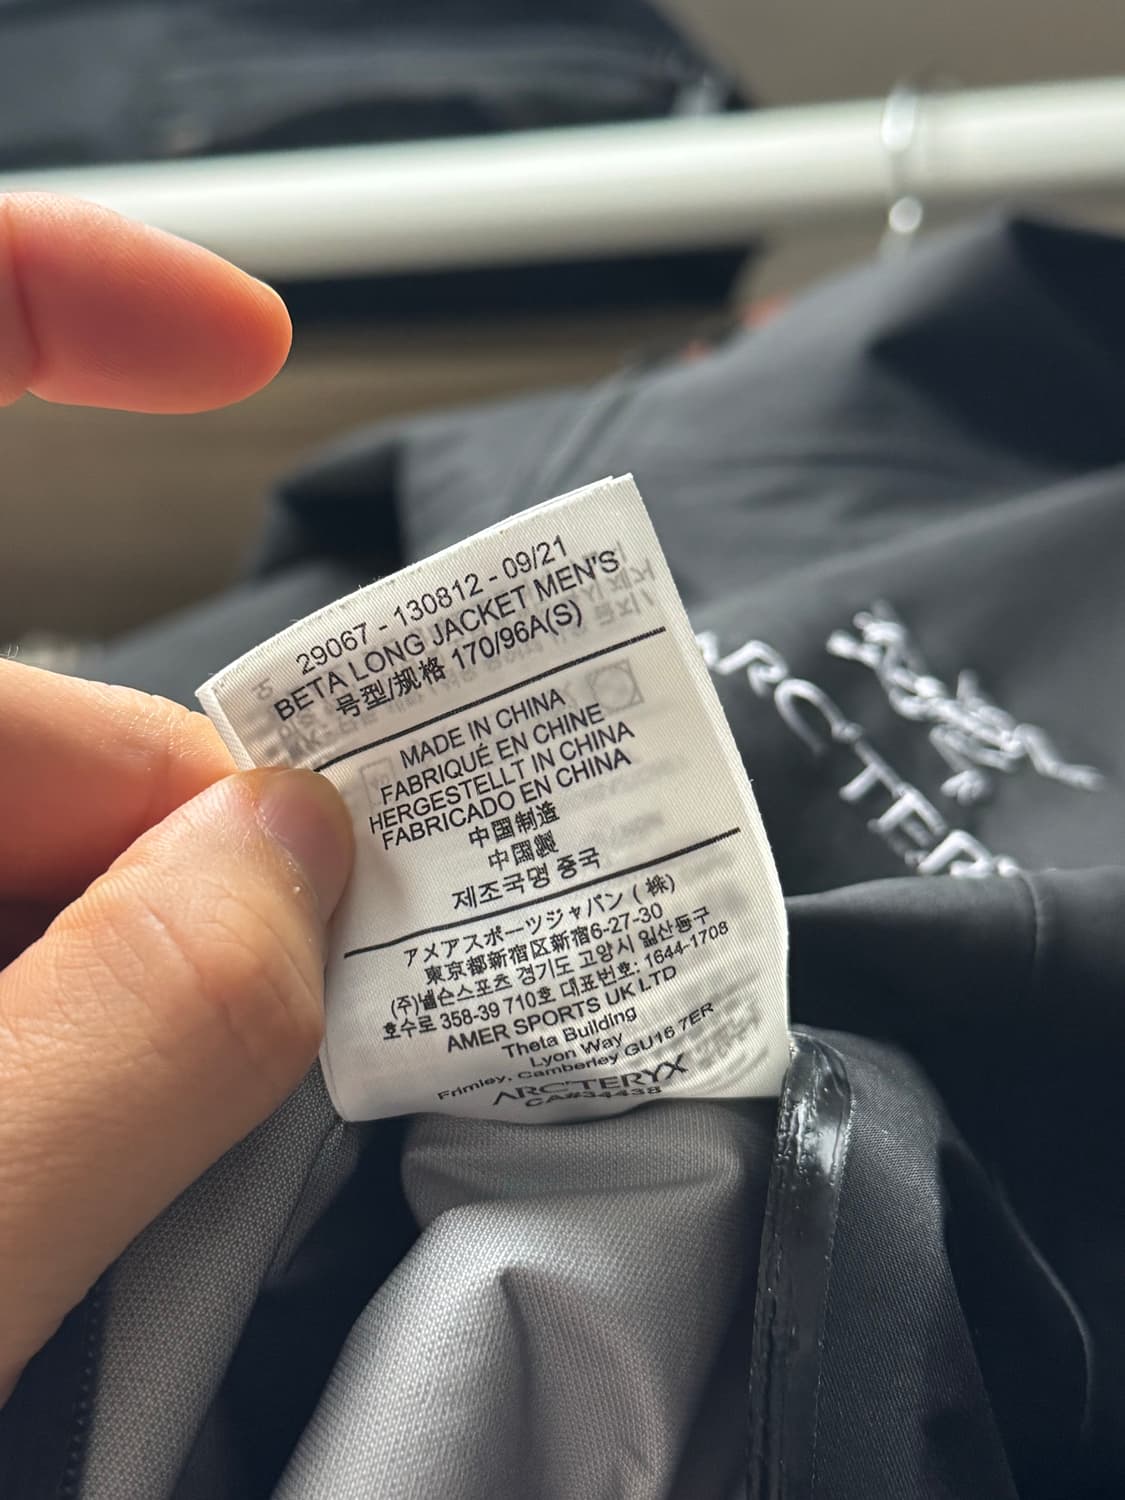 29067 - 130812 - 09/21
BETA LONG JACKET MEN'S
号型/规格 170/96A(S)
MADE IN CHINA
FABRIQUÉ EN CHINE
HERGESTELLT IN CHINA
FABRICADO EN CHINA
中国制造
中国製
제조국명 중국
アメアスポーツジャパン (株)
東京都新宿区新宿6-27-30
(주)넬슨스포츠 경기도 고양시 일산동구
호수로 358-39 710호 대표번호: 1644-1708
AMER SPORTS UK LTD
Theta Building
Lyon Way
Frimley, Camberley GU16 7ER
ARC'TERYX
CA#34438
ARC'TERY